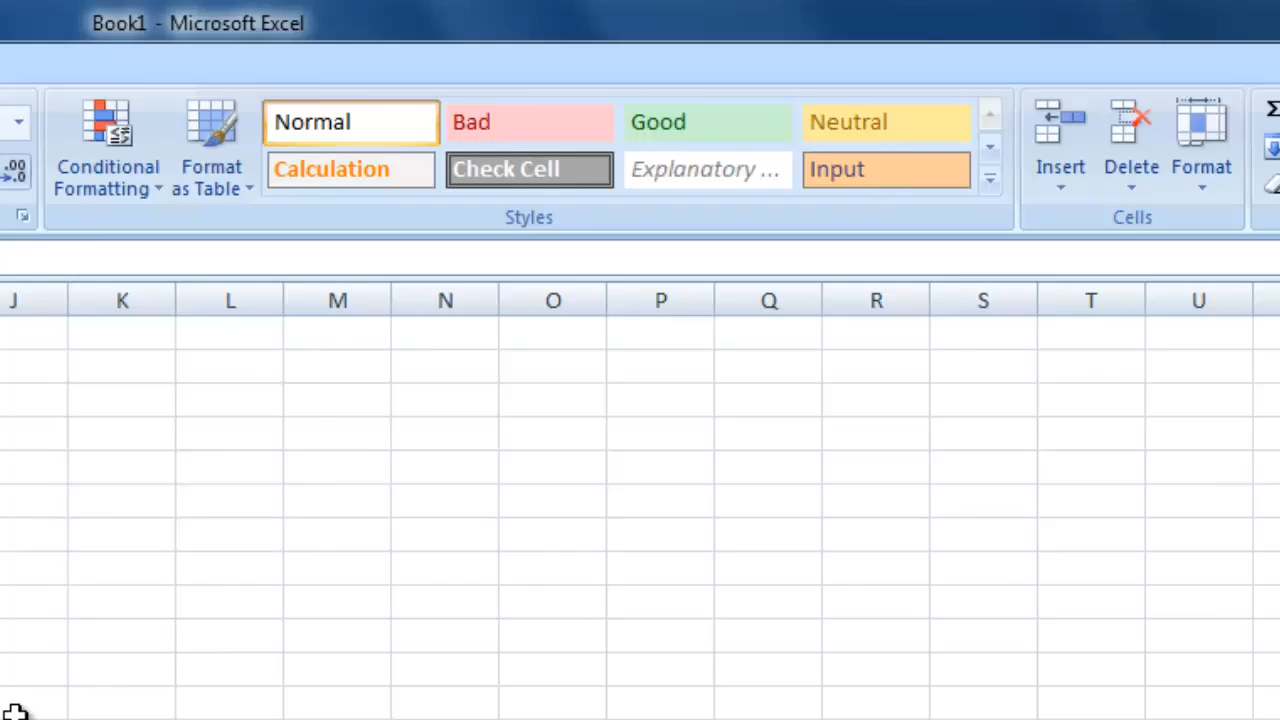 Book1 - Microsoft Excel
Normal Bad Good Neutral
Conditional Formatting Format as Table Calculation Check Cell Explanatory ... Input Insert Delete Format
.00 .0
Styles Cells
J K L M N O P Q R S T U